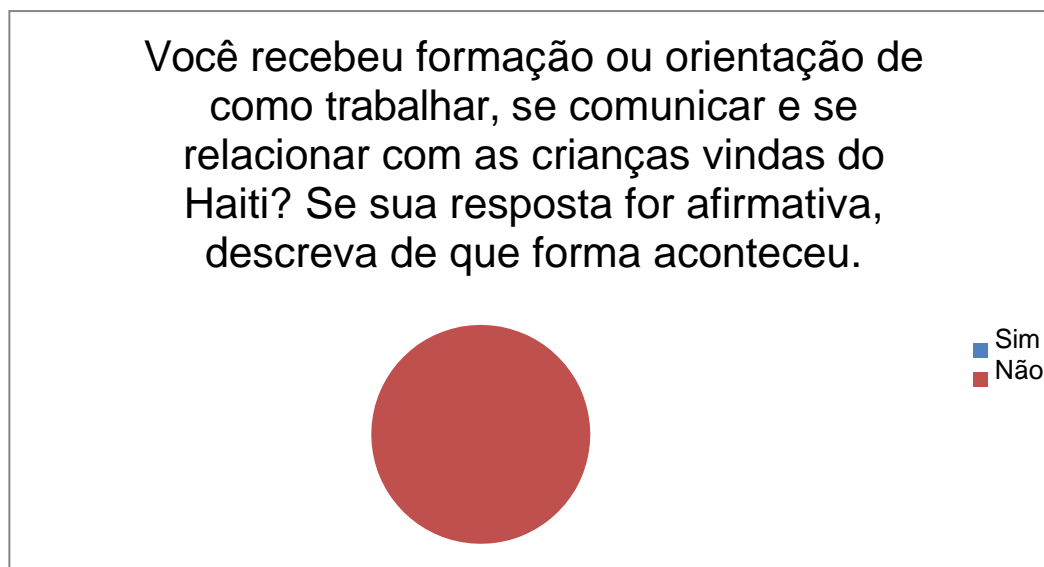 Você recebeu formação ou orientação de
como trabalhar, se comunicar e se
relacionar com as crianças vindas do
Haiti? Se sua resposta for afirmativa,
descreva de que forma aconteceu.
Sim
Não